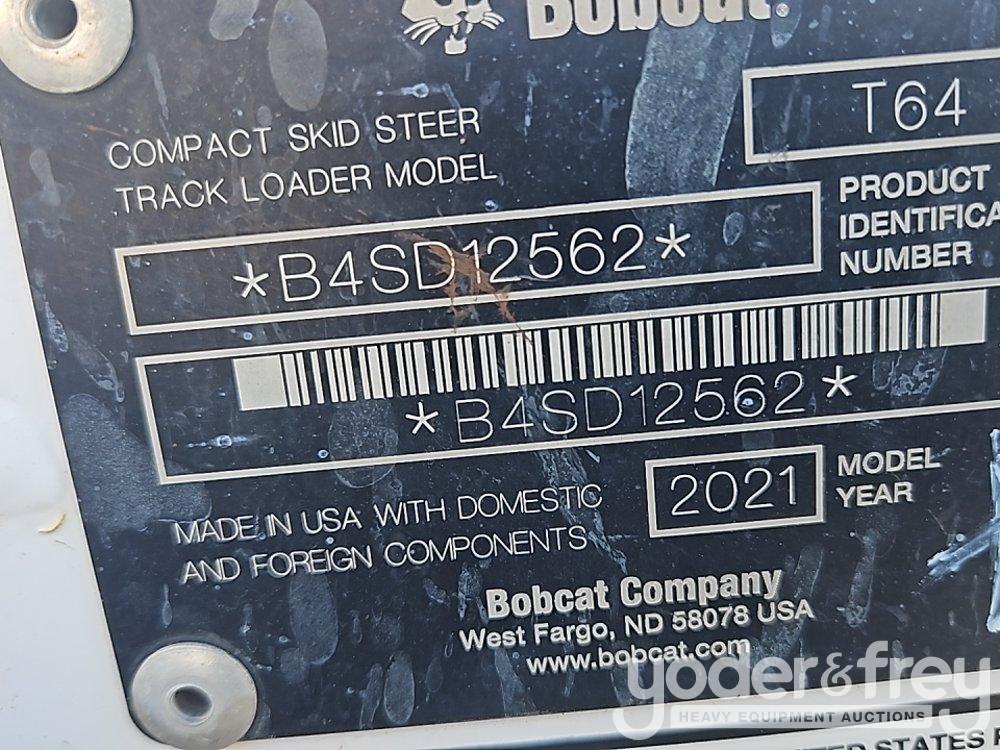 Bobcat.
T64
COMPACT SKID STEER
TRACK LOADER MODEL
PRODUCT
IDENTIFICA
NUMBER
*B4SD12562*
*B4SD12562*
2021
MODEL
YEAR
MADE IN USA WITH DOMESTIC
AND FOREIGN COMPONENTS
Bobcat Company
West Fargo, ND 58078 USA
www.bobcat.com
yoder&frey
HEAVY EQUIPMENT AUCTIONS
STATES